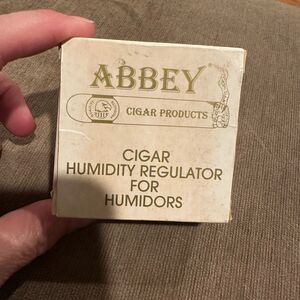 ABBEY
CIGAR PRODUCTS
CIGAR
HUMIDITY REGULATOR
FOR
HUMIDORS